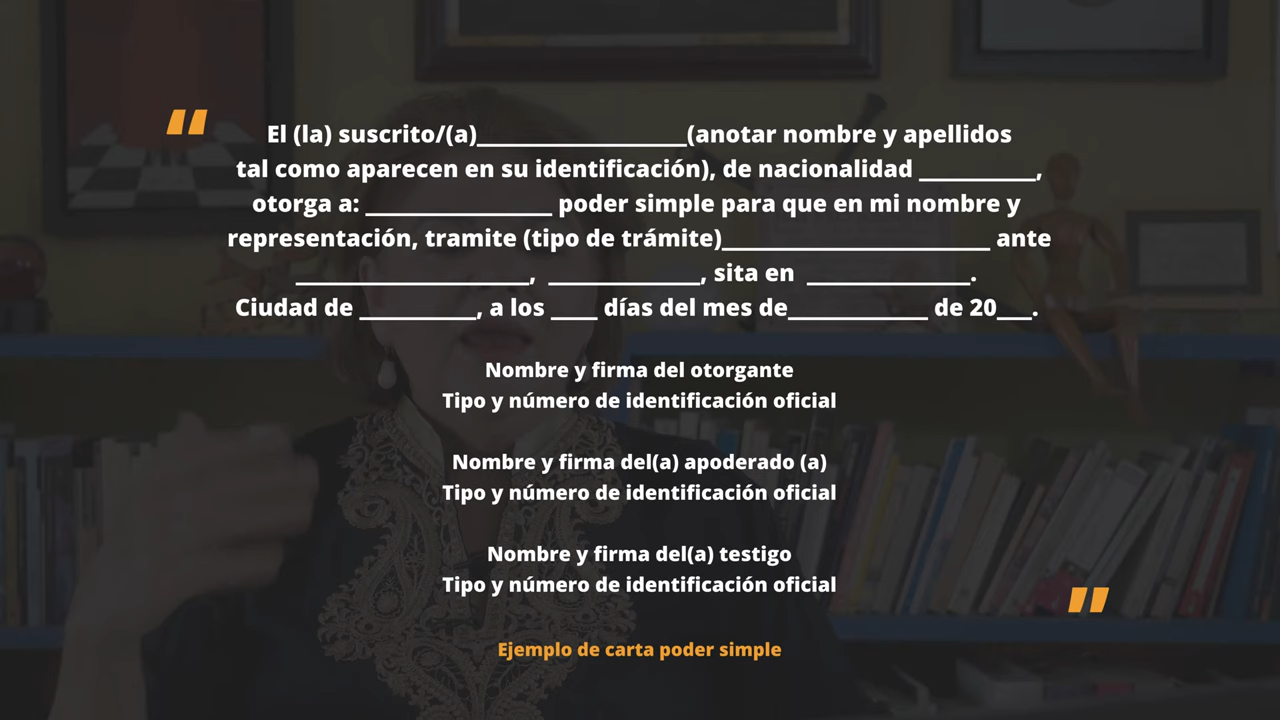 "
El (la) suscrito/(a)__________________(anotar nombre y apellidos
tal como aparecen en su identificación), de nacionalidad __________,
otorga a: ________________ poder simple para que en mi nombre y
representación, tramite (tipo de trámite)_______________________ ante
____________________, _____________, sita en ______________.
Ciudad de __________, a los ____ días del mes de____________ de 20___.
Nombre y firma del otorgante
Tipo y número de identificación oficial
Nombre y firma del(a) apoderado (a)
Tipo y número de identificación oficial
Nombre y firma del(a) testigo
Tipo y número de identificación oficial
"
Ejemplo de carta poder simple